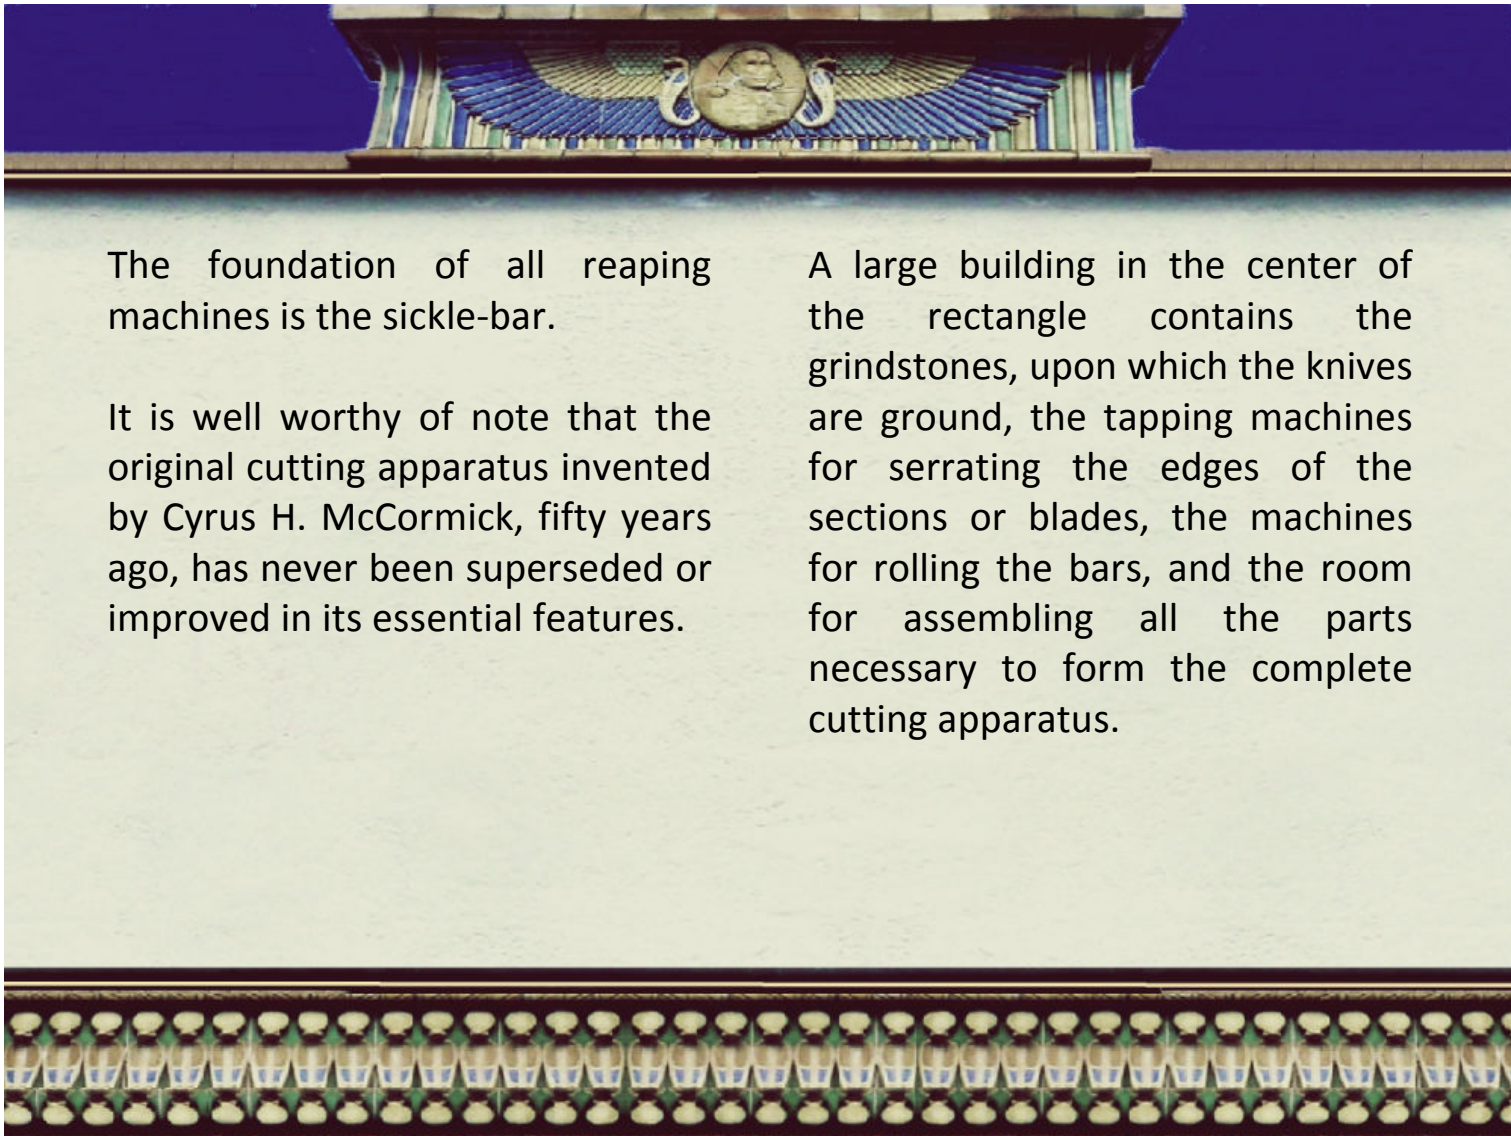 The foundation of all reaping
machines is the sickle-bar.
It is well worthy of note that the
original cutting apparatus invented
by Cyrus H. McCormick, fifty years
ago, has never been superseded or
improved in its essential features.
A large building in the center of
the rectangle contains the
grindstones, upon which the knives
are ground, the tapping machines
for serrating the edges of the
sections or blades, the machines
for rolling the bars, and the room
for assembling all the parts
necessary to form the complete
cutting apparatus.